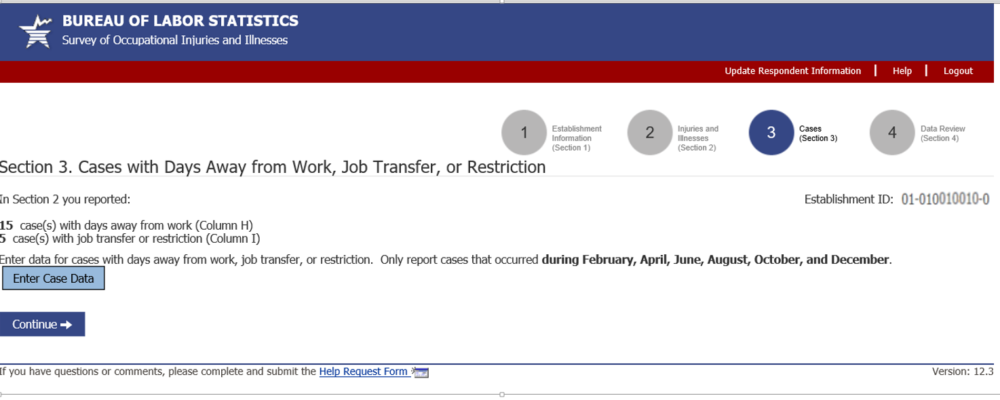 BUREAU OF LABOR STATISTICS
Survey of Occupational Injuries and Illnesses
Update Respondent Information | Help | Logout
1 Establishment Information (Section 1)
2 Injuries and Illnesses (Section 2)
3 Cases (Section 3)
4 Data Review (Section 4)
Section 3. Cases with Days Away from Work, Job Transfer, or Restriction
In Section 2 you reported:
Establishment ID: 01-010010010-0
15 case(s) with days away from work (Column H)
5 case(s) with job transfer or restriction (Column I)
Enter data for cases with days away from work, job transfer, or restriction. Only report cases that occurred during February, April, June, August, October, and December.
Enter Case Data
Continue
If you have questions or comments, please complete and submit the Help Request Form
Version: 12.3